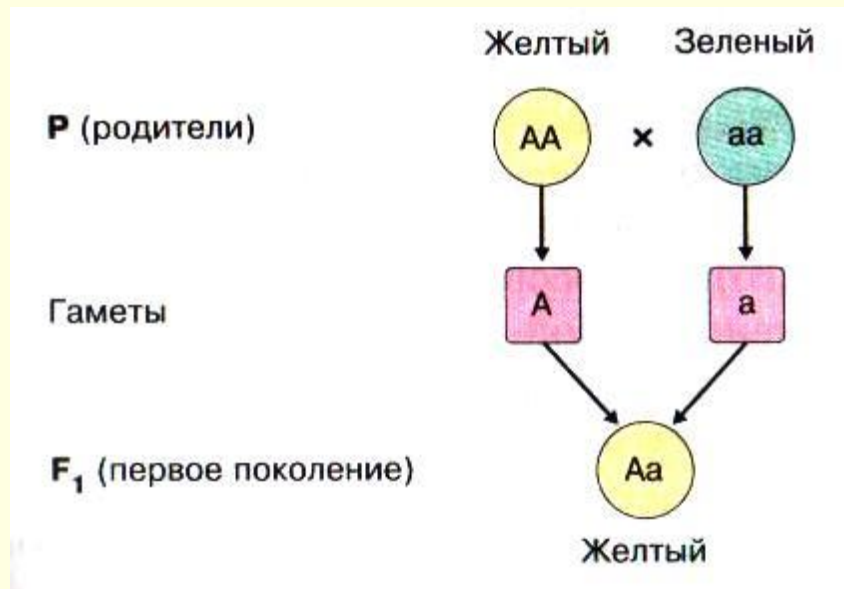 Желтый Зеленый
P (родители) AA × aa
Гаметы A a
F₁ (первое поколение) Aa
Желтый